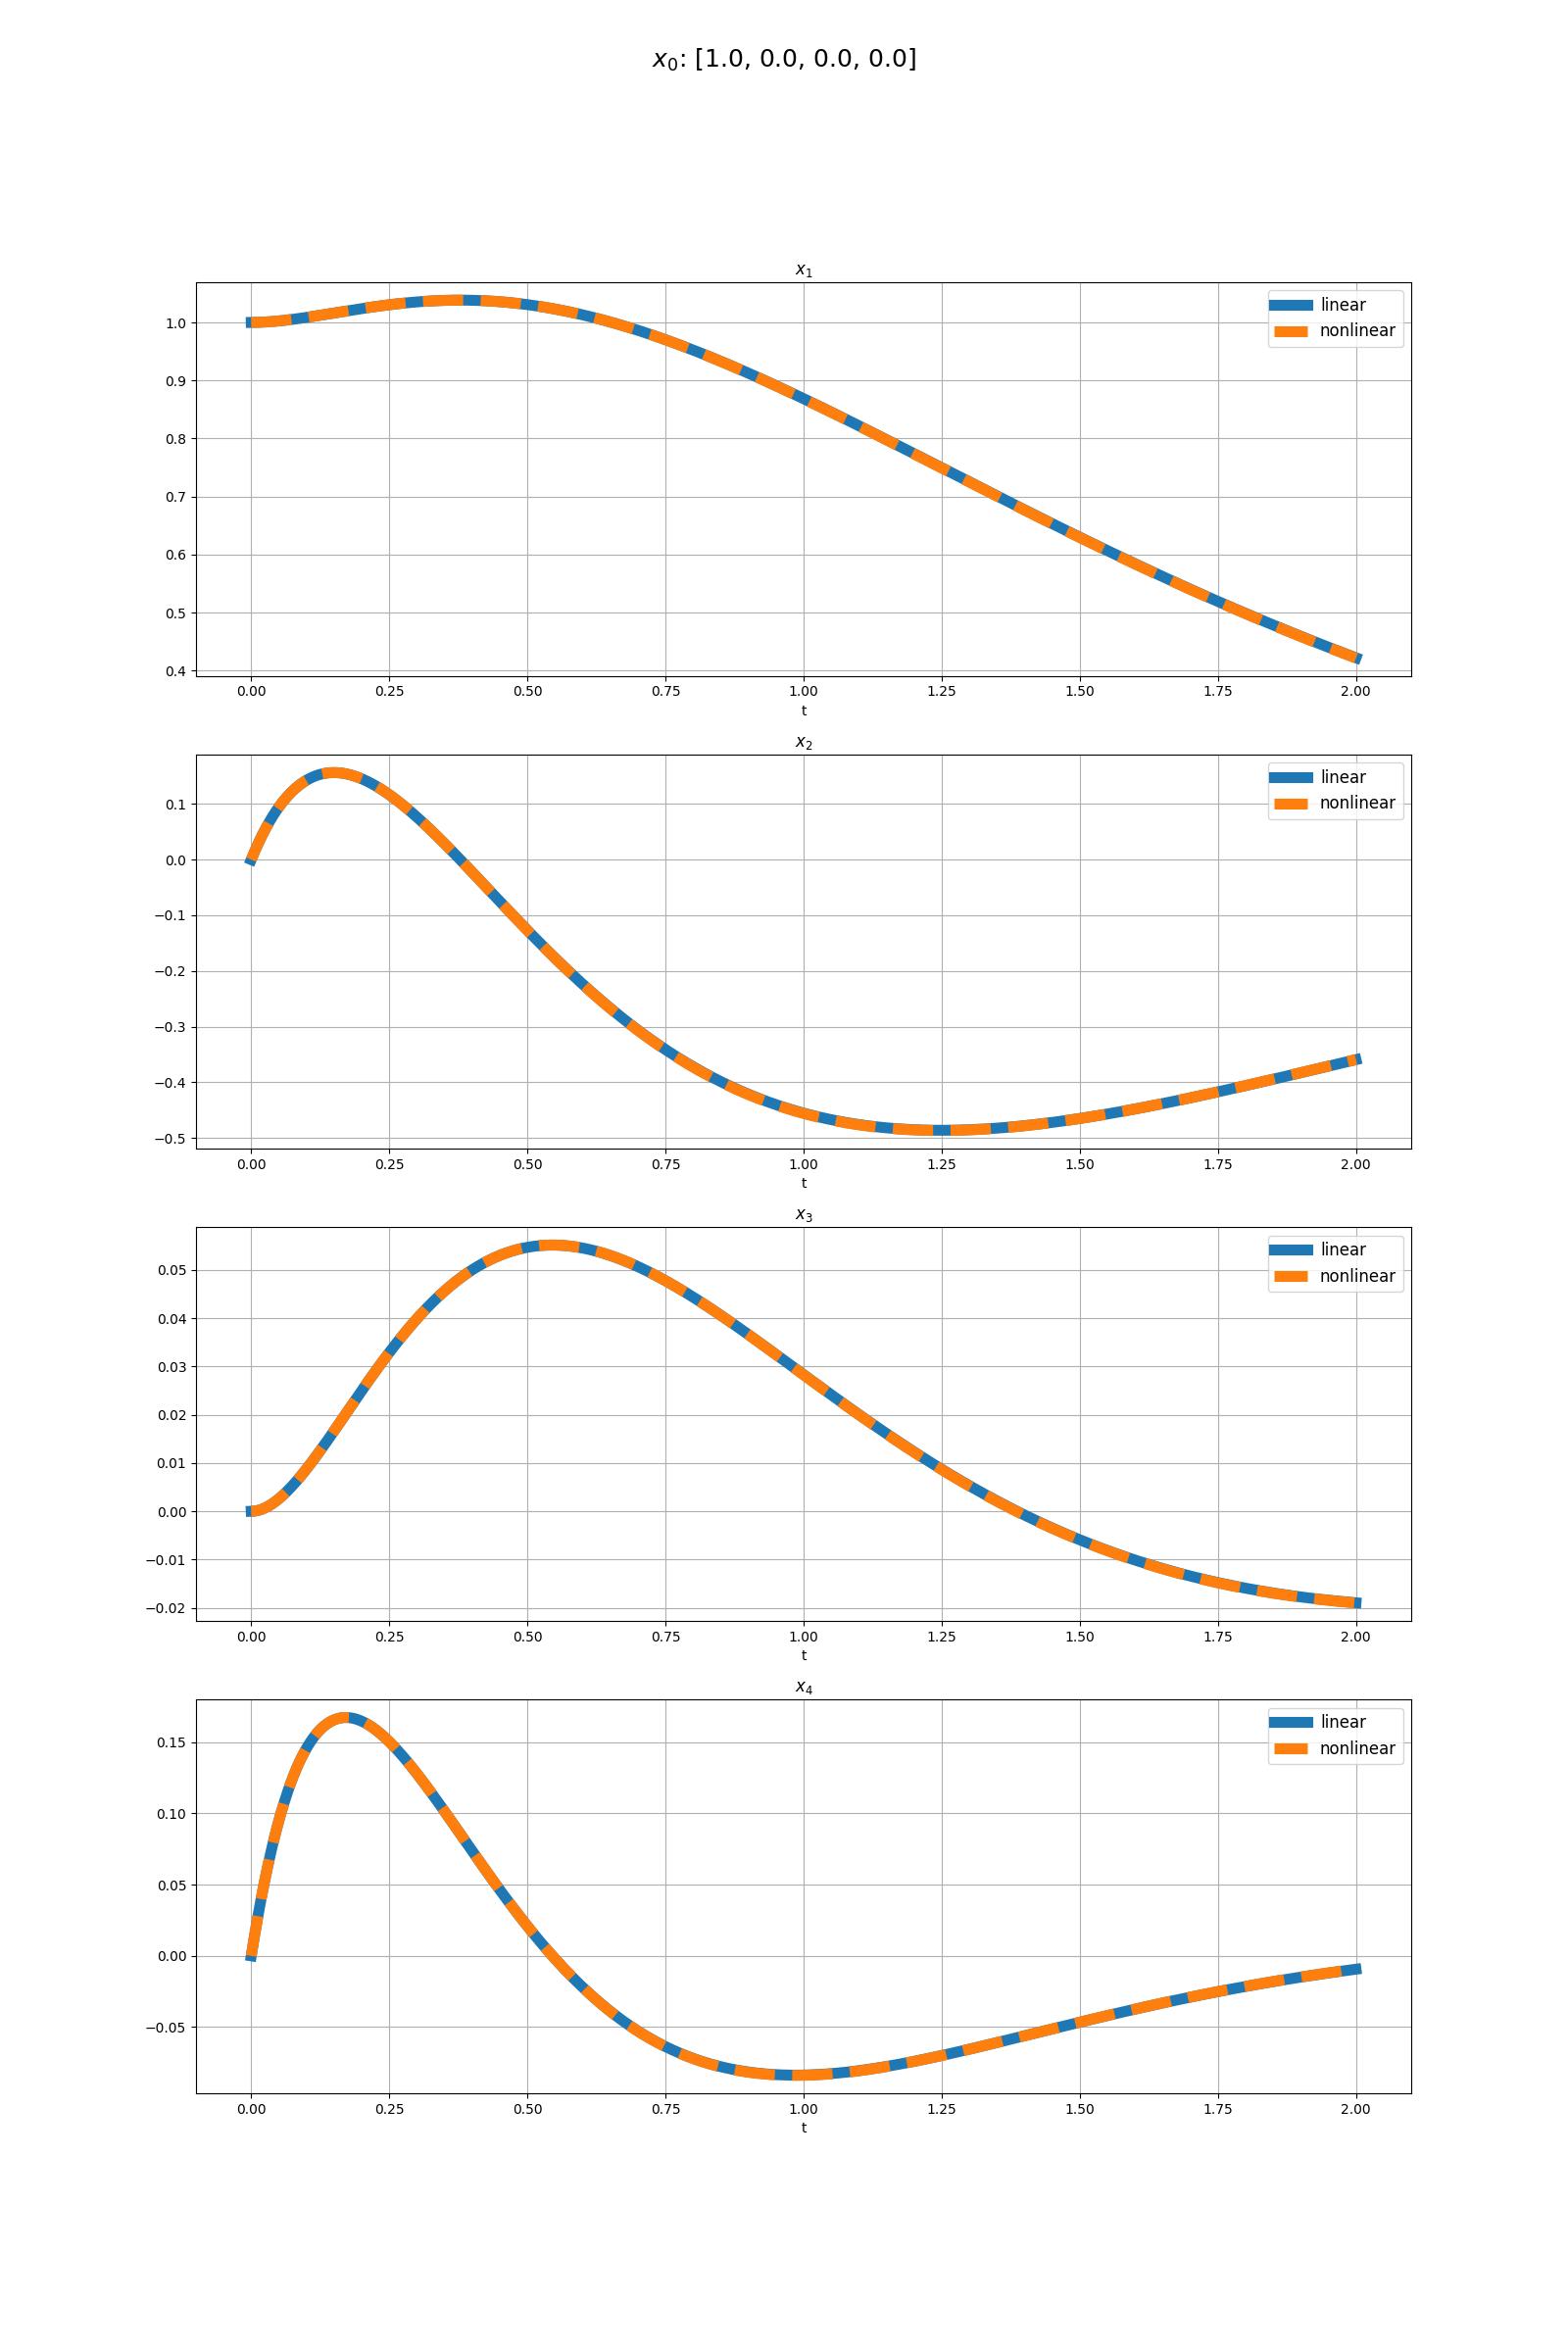 x₀: [1.0, 0.0, 0.0, 0.0]
x₁
linear
nonlinear
1.0
0.9
0.8
0.7
0.6
0.5
0.4
0.00 0.25 0.50 0.75 1.00 1.25 1.50 1.75 2.00
t
x₂
linear
nonlinear
0.1
0.0
−0.1
−0.2
−0.3
−0.4
−0.5
0.00 0.25 0.50 0.75 1.00 1.25 1.50 1.75 2.00
t
x₃
linear
nonlinear
0.05
0.04
0.03
0.02
0.01
0.00
−0.01
−0.02
0.00 0.25 0.50 0.75 1.00 1.25 1.50 1.75 2.00
t
x₄
linear
nonlinear
0.15
0.10
0.05
0.00
−0.05
0.00 0.25 0.50 0.75 1.00 1.25 1.50 1.75 2.00
t